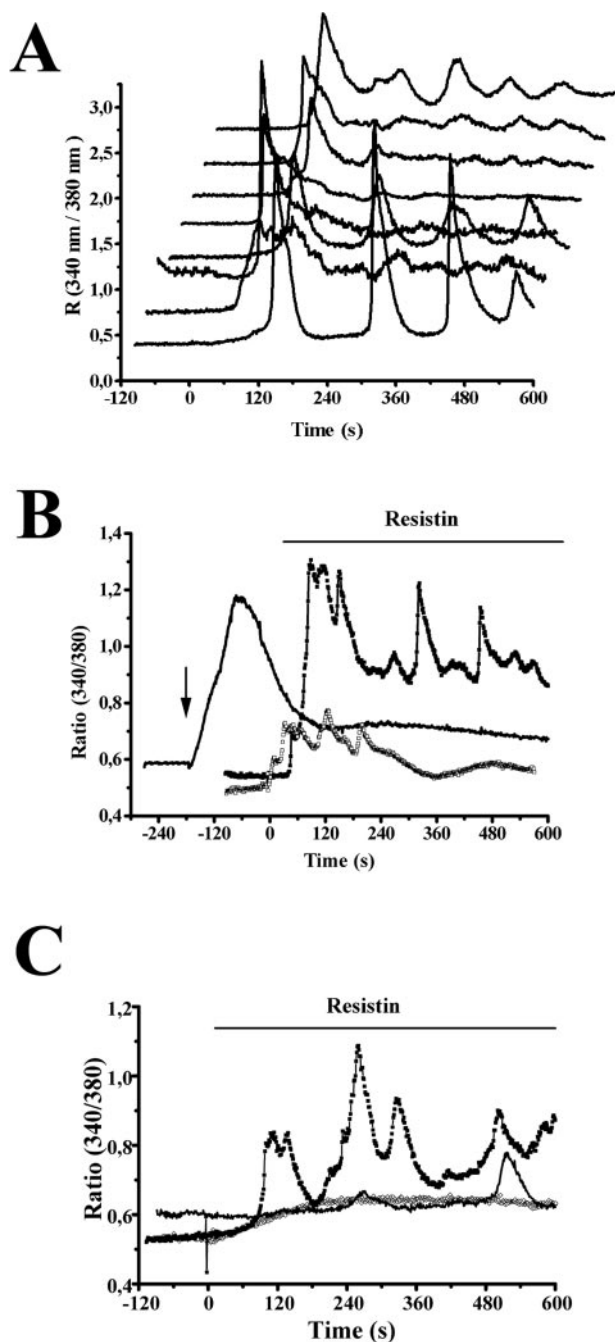 A
R (340 nm / 380 nm)
3,0
2,5
2,0
1,5
1,0
0,5
0,0
-120 0 120 240 360 480 600
Time (s)
B
Resistin
Ratio (340/380)
1,4
1,2
1,0
0,8
0,6
0,4
-240 -120 0 120 240 360 480 600
Time (s)
C
Resistin
Ratio (340/380)
1,2
1,0
0,8
0,6
0,4
-120 0 120 240 360 480 600
Time (s)